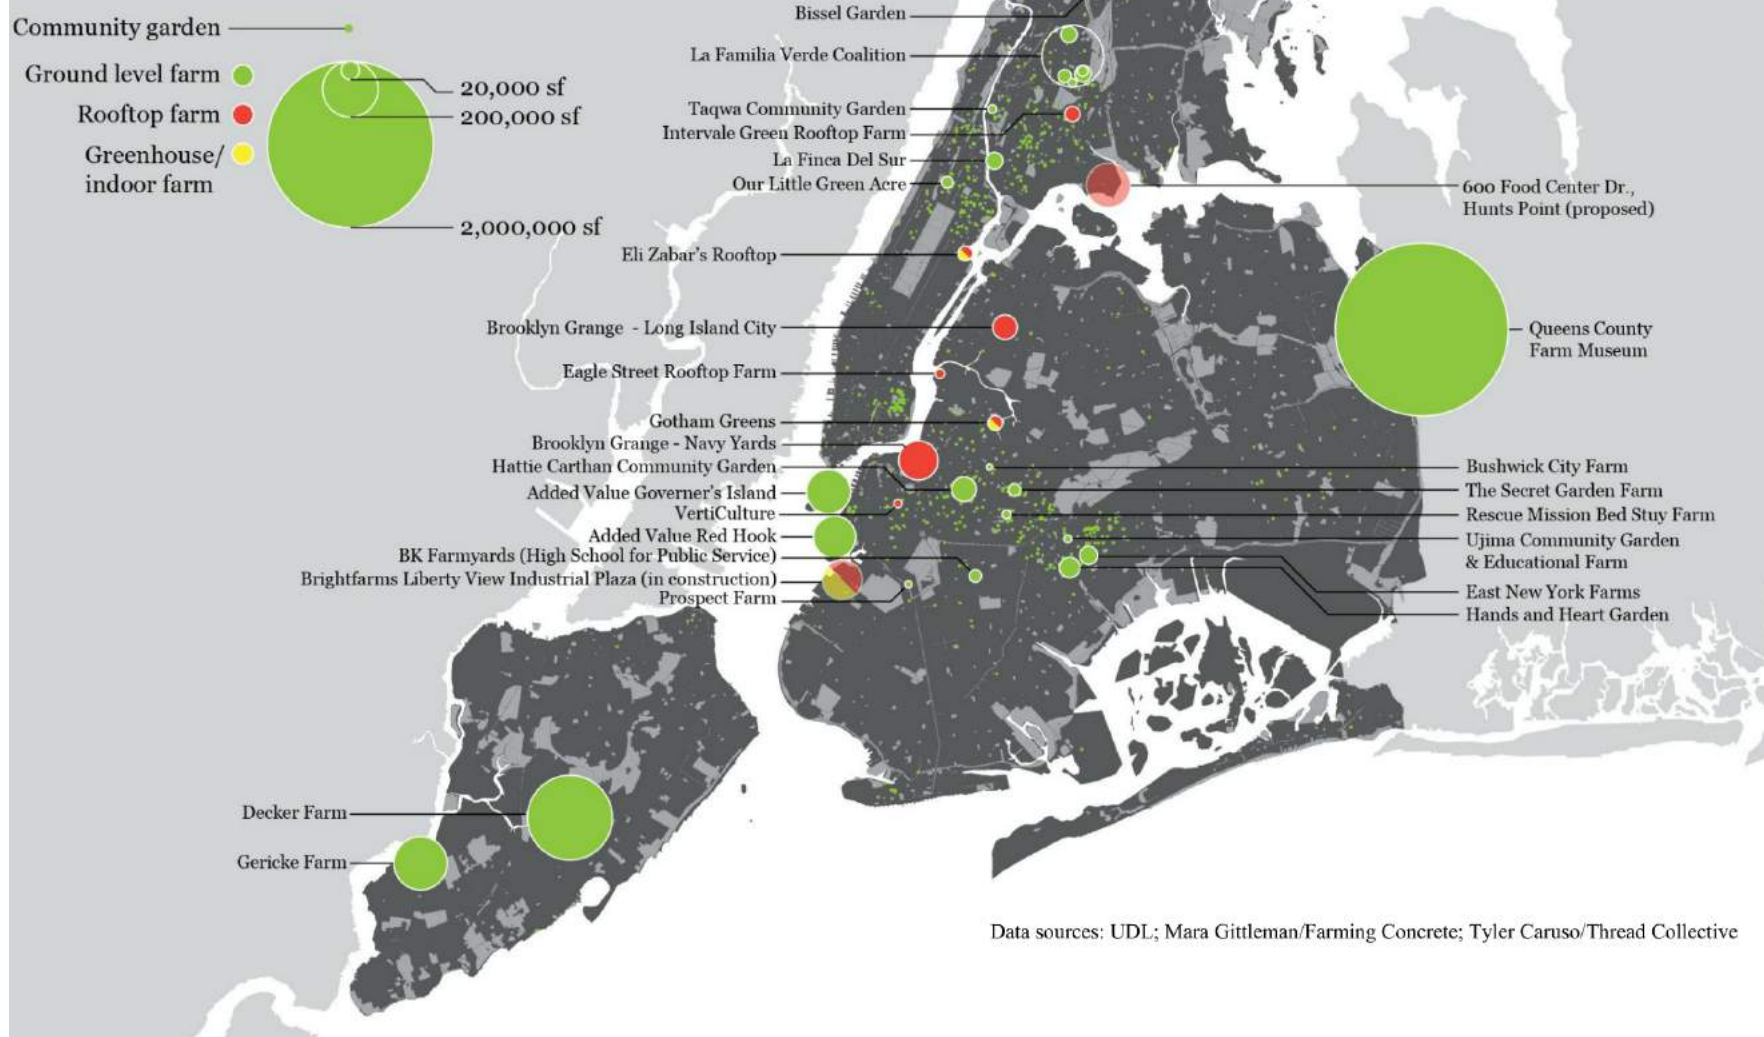 Community garden
Ground level farm
Rooftop farm
Greenhouse/
indoor farm
20,000 sf
200,000 sf
2,000,000 sf
Bissel Garden
La Familia Verde Coalition
Taqwa Community Garden
Intervale Green Rooftop Farm
La Finca Del Sur
Our Little Green Acre
Eli Zabar's Rooftop
Brooklyn Grange - Long Island City
Eagle Street Rooftop Farm
Gotham Greens
Brooklyn Grange - Navy Yards
Hattie Carthan Community Garden
Added Value Governer's Island
VertiCulture
Added Value Red Hook
BK Farmyards (High School for Public Service)
Brightfarms Liberty View Industrial Plaza (in construction)
Prospect Farm
Decker Farm
Gericke Farm
600 Food Center Dr.,
Hunts Point (proposed)
Queens County
Farm Museum
Bushwick City Farm
The Secret Garden Farm
Rescue Mission Bed Stuy Farm
Ujima Community Garden
& Educational Farm
East New York Farms
Hands and Heart Garden
Data sources: UDL; Mara Gittleman/Farming Concrete; Tyler Caruso/Thread Collective